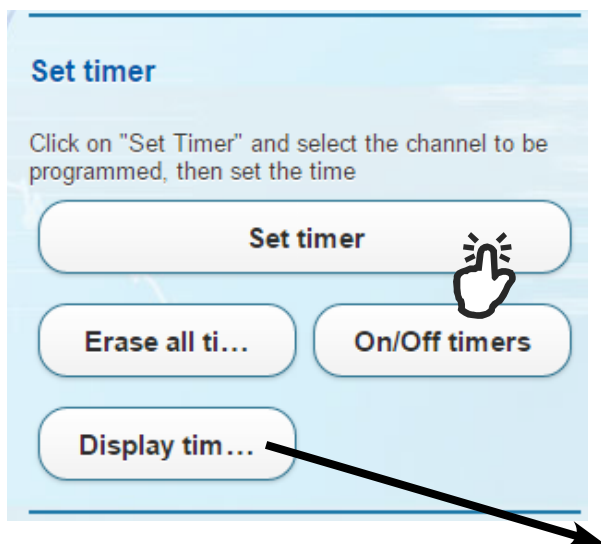 Set timer
Click on "Set Timer" and select the channel to be
programmed, then set the time
Set timer
Erase all ti...
On/Off timers
Display tim...